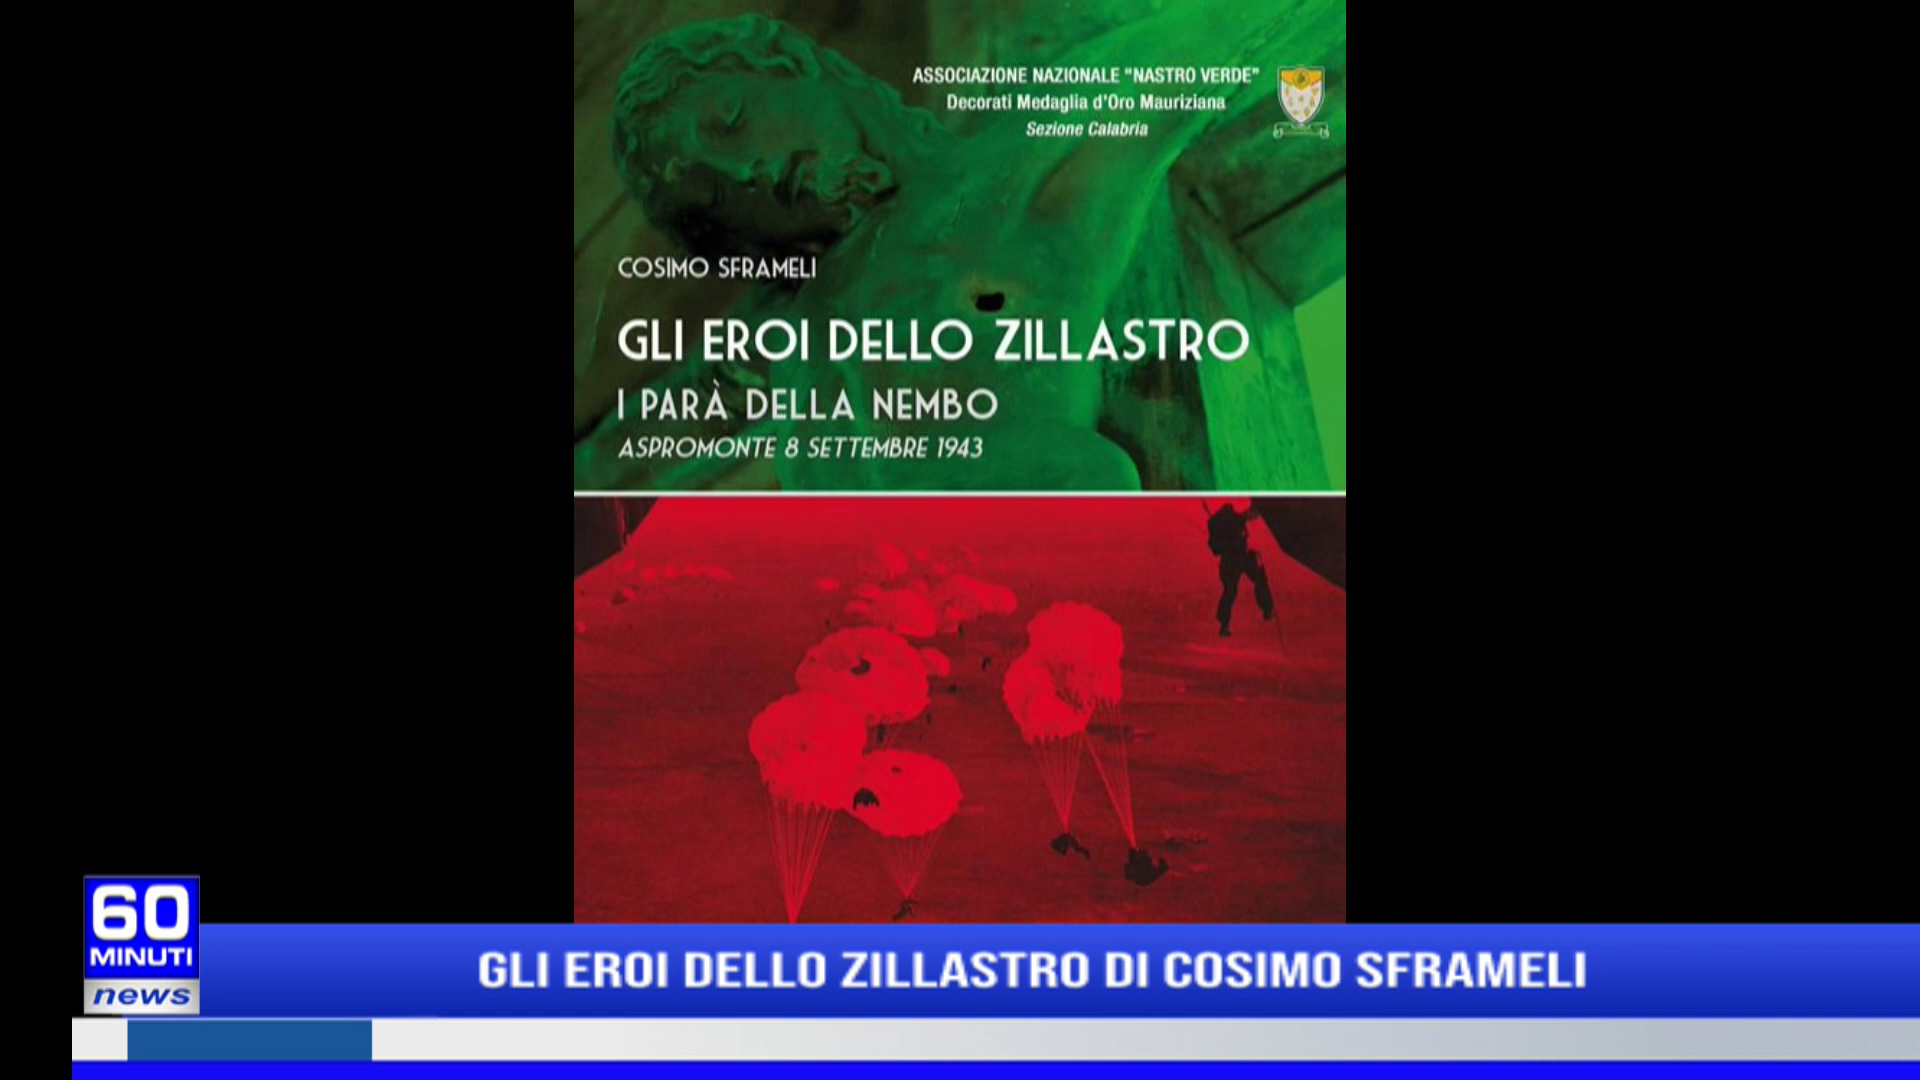 ASSOCIAZIONE NAZIONALE “NASTRO VERDE”
Decorati Medaglia d'Oro Mauriziana
Sezione Calabria
COSIMO SFRAMELI
GLI EROI DELLO ZILLASTRO
I PARÀ DELLA NEMBO
ASPROMONTE 8 SETTEMBRE 1943
60
MINUTI
news
GLI EROI DELLO ZILLASTRO DI COSIMO SFRAMELI